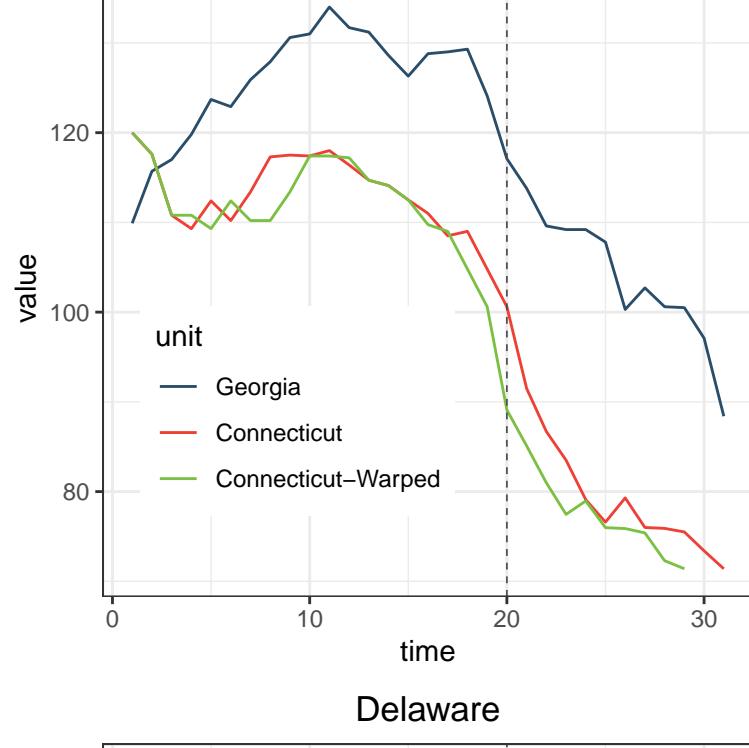 120
100
80
value
unit
Georgia
Connecticut
Connecticut−Warped
0 10 20 30
time
Delaware